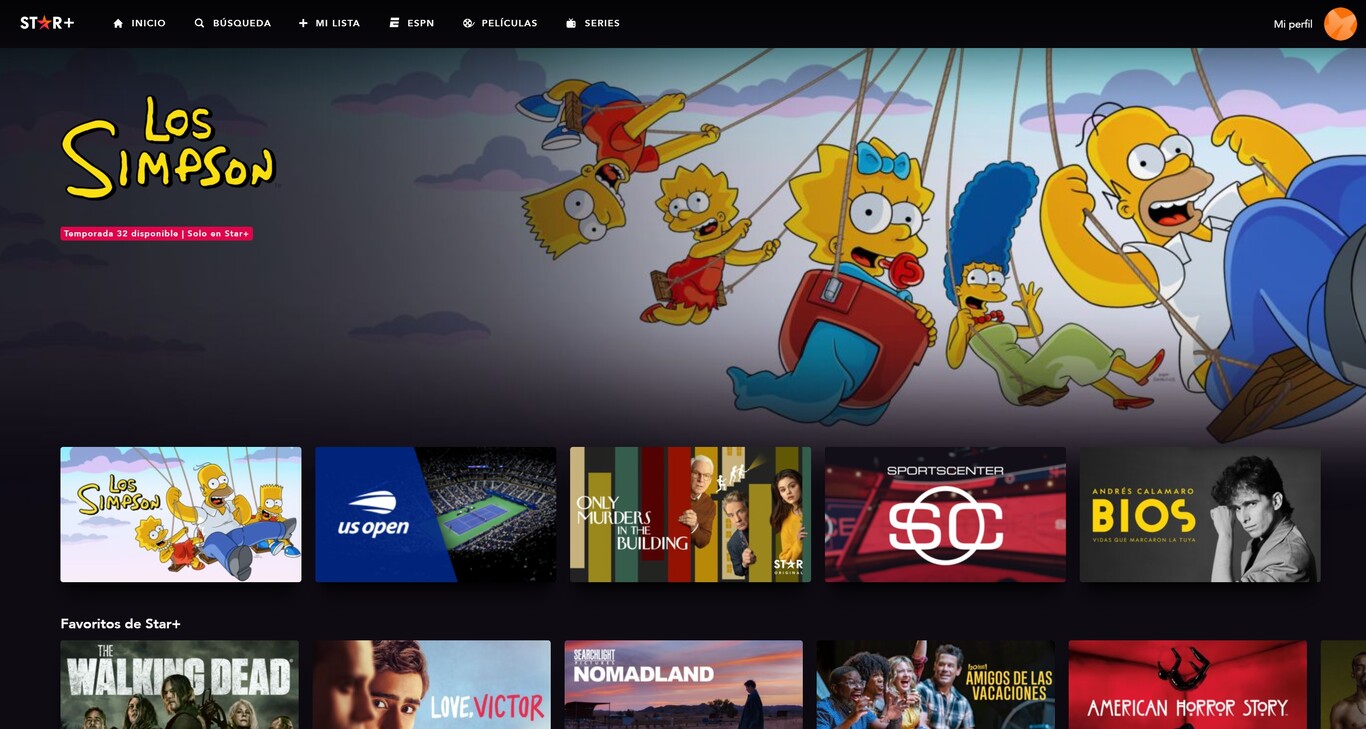 STAR+
INICIO
BÚSQUEDA
MI LISTA
ESPN
PELÍCULAS
SERIES
Mi perfil
Los
Simpson
Temporada 32 disponible | Solo en Star+
Los
Simpson
us open
ONLY
MURDERS
IN THE
BUILDING
STAR
ORIGINAL
SPORTSCENTER
SC
ANDRÉS CALAMARO
BIOS
VIDAS QUE MARCARON LA TUYA
Favoritos de Star+
THE
WALKING DEAD
LOVE, VICTOR
SEARCHLIGHT
PICTURES
NOMADLAND
AMIGOS DE LAS
VACACIONES
AMERICAN HORROR STORY